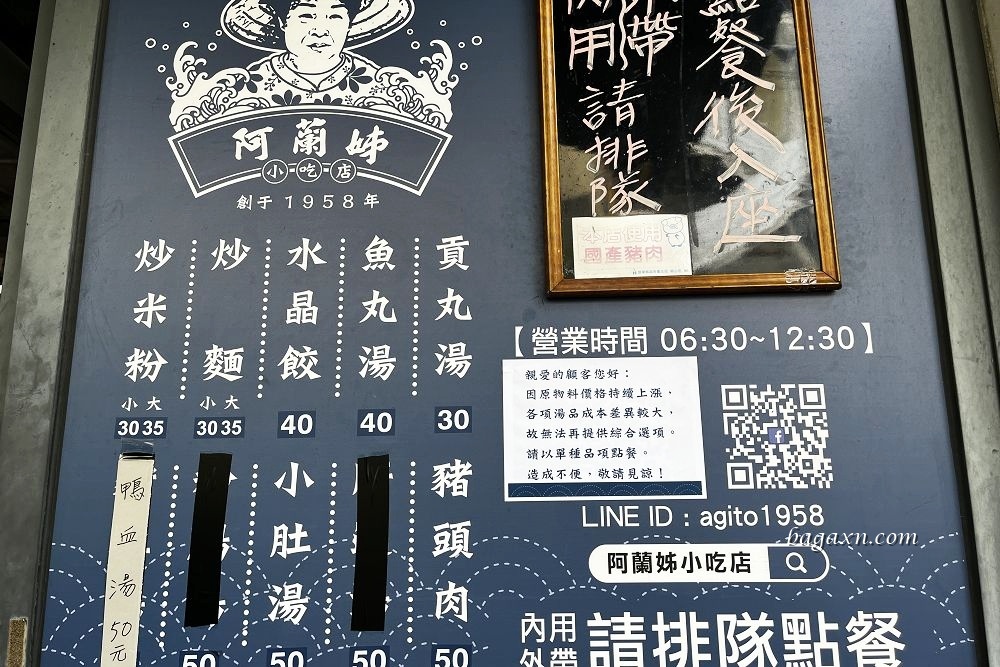 阿蘭姊
小吃店
創于1958年
貢丸湯
30
魚丸湯
40
水晶餃
40
炒麵
小 大
30 35
炒米粉
小 大
30 35
豬頭肉
50
50
小肚湯
50
50
鴨血湯 50元
點餐後入座
外帶
內用請排隊
本店使用
國產豬肉
【營業時間 06:30~12:30】
親愛的顧客您好：
因原物料價格持續上漲，
各項湯品成本差異較大，
故無法再提供綜合選項。
請以單種品項點餐。
造成不便，敬請見諒！
LINE ID : agito1958
bagaxn.com
阿蘭姊小吃店
內用
外帶
請排隊點餐